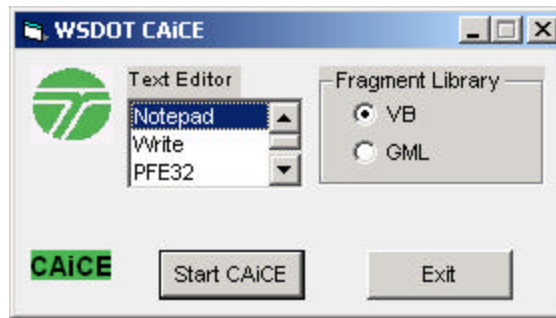 WSDOT CAiCE
Text Editor
Notepad
Write
PFE32
Fragment Library
VB
GML
CAiCE
Start CAiCE
Exit